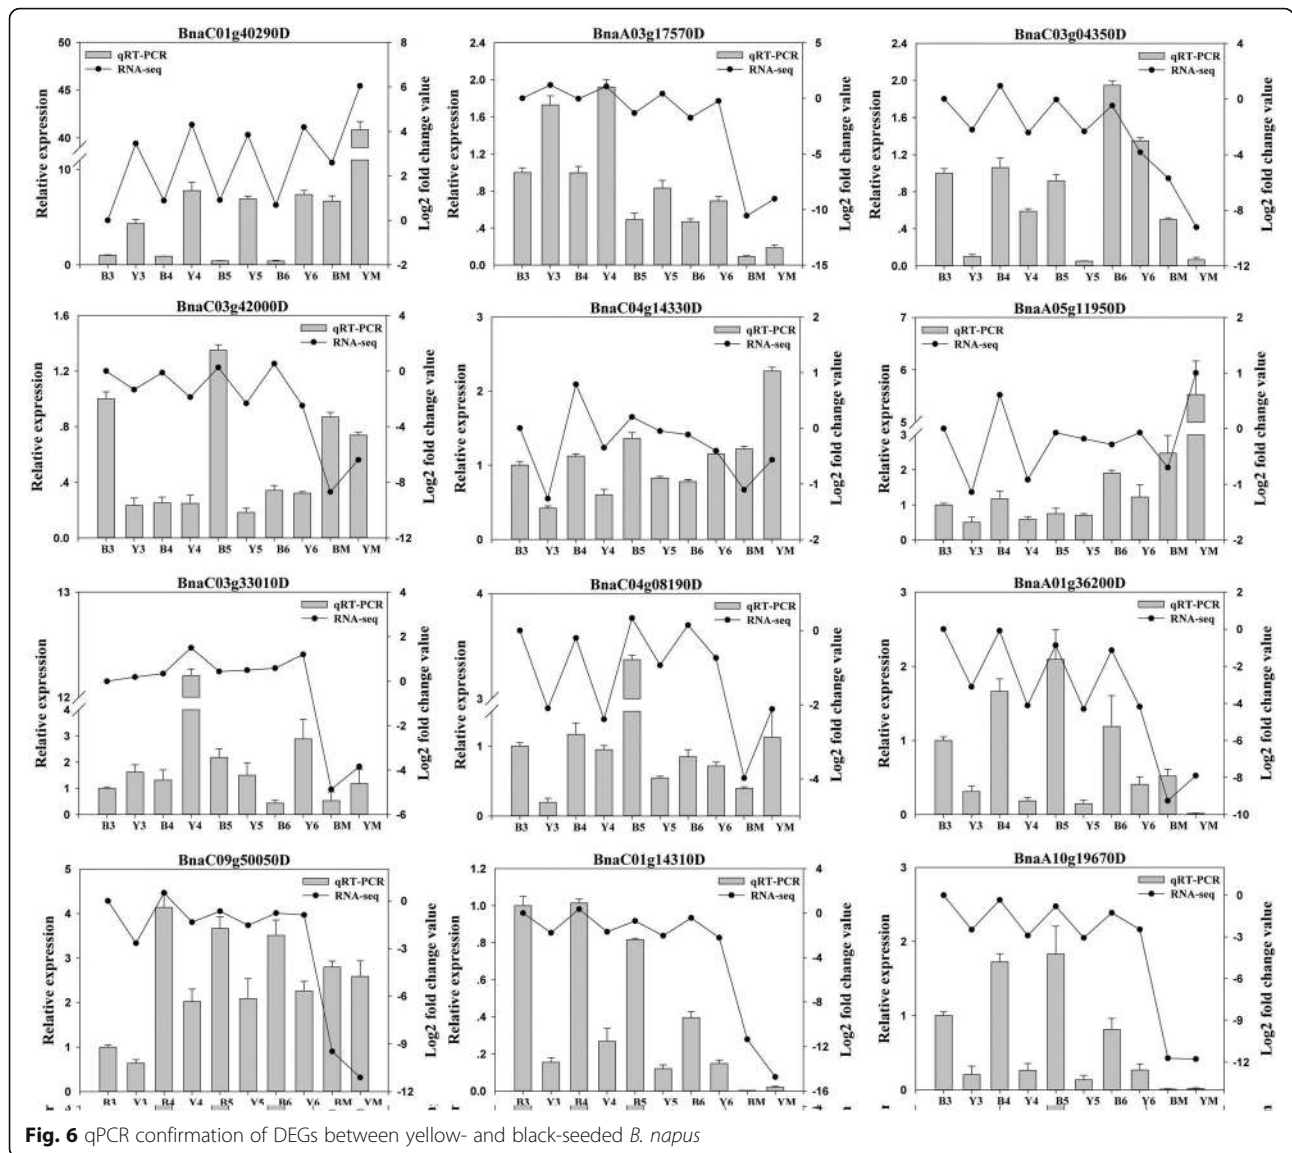 BnaC01g40290D
50
45
40
10
0
8
6
4
2
0
-2
qRT-PCR
RNA-seq
Relative expression
Log2 fold change value
B3 Y3 B4 Y4 B5 Y5 B6 Y6 BM YM
BnaA03g17570D
2.4
2.0
1.6
1.2
.8
.4
0.0
5
0
-5
-10
-15
qRT-PCR
RNA-seq
Relative expression
Log2 fold change value
B3 Y3 B4 Y4 B5 Y5 B6 Y6 BM YM
BnaC03g04350D
2.4
2.0
1.6
1.2
.8
.4
0.0
4
0
-4
-8
-12
qRT-PCR
RNA-seq
Relative expression
Log2 fold change value
B3 Y3 B4 Y4 B5 Y5 B6 Y6 BM YM
BnaC03g42000D
1.6
1.2
.8
.4
0.0
4
0
-4
-8
-12
qRT-PCR
RNA-seq
Relative expression
Log2 fold change value
B3 Y3 B4 Y4 B5 Y5 B6 Y6 BM YM
BnaC04g14330D
3
2
1
0
2
1
0
-1
-2
qRT-PCR
RNA-seq
Relative expression
Log2 fold change value
B3 Y3 B4 Y4 B5 Y5 B6 Y6 BM YM
BnaA05g11950D
7
6
5
3
2
1
0
2
1
0
-1
-2
qRT-PCR
RNA-seq
Relative expression
Log2 fold change value
B3 Y3 B4 Y4 B5 Y5 B6 Y6 BM YM
BnaC03g33010D
13
12
4
3
2
1
0
4
2
0
-2
-4
-6
qRT-PCR
RNA-seq
Relative expression
Log2 fold change value
B3 Y3 B4 Y4 B5 Y5 B6 Y6 BM YM
BnaC04g08190D
4
3
1
0
0
-2
-4
qRT-PCR
RNA-seq
Relative expression
Log2 fold change value
B3 Y3 B4 Y4 B5 Y5 B6 Y6 BM YM
BnaA01g36200D
3
2
1
0
2
0
-2
-4
-6
-8
-10
qRT-PCR
RNA-seq
Relative expression
Log2 fold change value
B3 Y3 B4 Y4 B5 Y5 B6 Y6 BM YM
BnaC09g50050D
5
4
3
2
1
0
0
-3
-6
-9
-12
qRT-PCR
RNA-seq
Relative expression
Log2 fold change value
B3 Y3 B4 Y4 B5 Y5 B6 Y6 BM YM
BnaC01g14310D
1.2
1.0
.8
.6
.4
.2
0.0
4
0
-4
-8
-12
-16
qRT-PCR
RNA-seq
Relative expression
Log2 fold change value
B3 Y3 B4 Y4 B5 Y5 B6 Y6 BM YM
BnaA10g19670D
3
2
1
0
0
-3
-6
-9
-12
qRT-PCR
RNA-seq
Relative expression
Log2 fold change value
B3 Y3 B4 Y4 B5 Y5 B6 Y6 BM YM
Fig. 6 qPCR confirmation of DEGs between yellow- and black-seeded B. napus